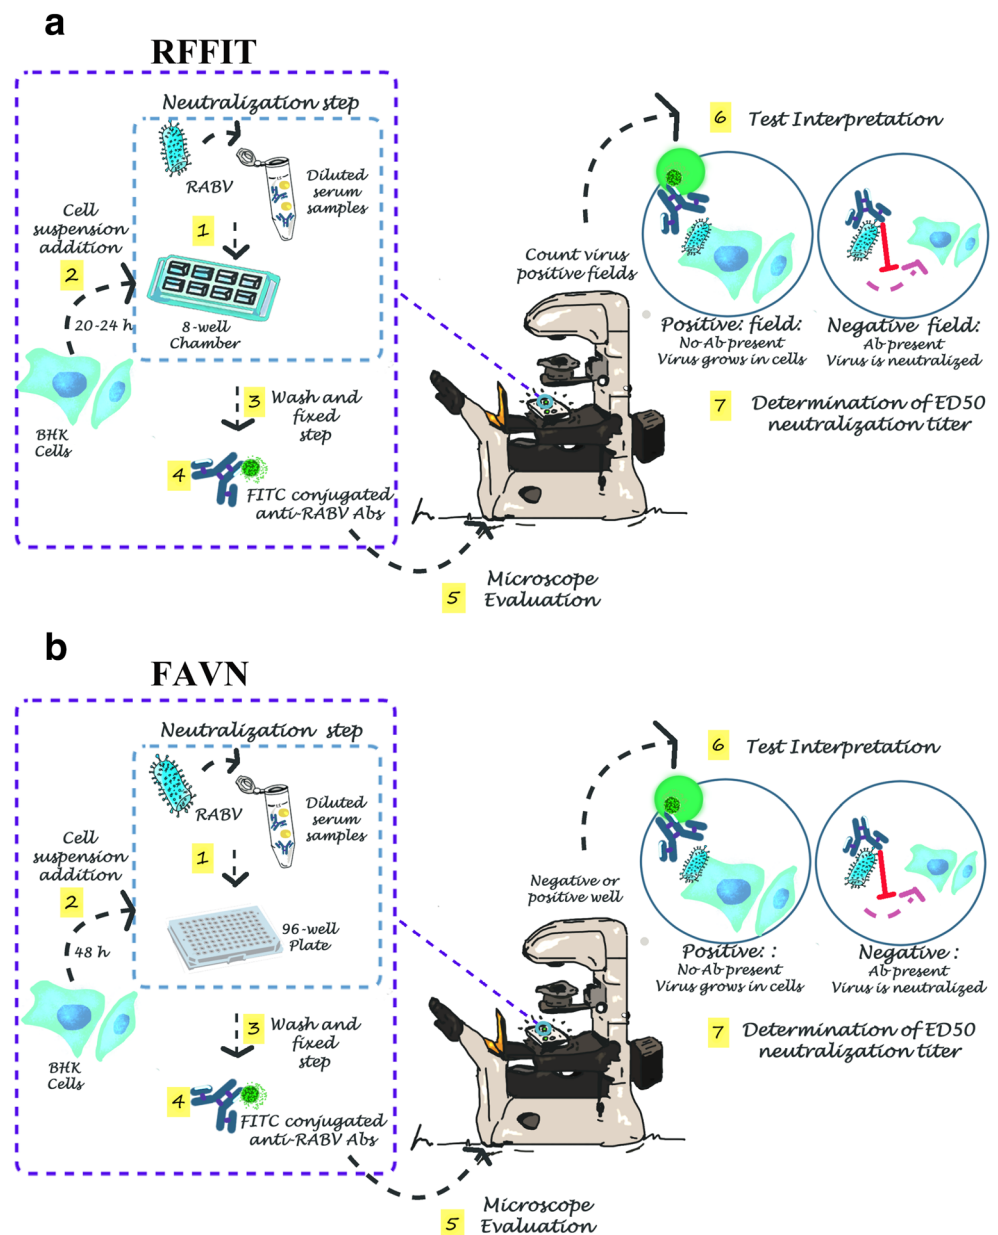 a
RFFIT
Neutralization step
RABV
Diluted
serum
samples
1
Cell
suspension
addition
2
20-24 h
8-well
Chamber
BHK
Cells
3
Wash and
fixed
step
4
FITC conjugated
anti-RABV Abs
5
Microscope
Evaluation
Count virus
positive fields
6
Test Interpretation
Positive: field:
No Ab present
Virus grows in cells
Negative field:
Ab present
Virus is neutralized
7
Determination of ED50
neutralization titer
b
FAVN
Neutralization step
RABV
Diluted
serum
samples
1
Cell
suspension
addition
2
48 h
96-well
Plate
BHK
Cells
3
Wash and
fixed
step
4
FITC conjugated
anti-RABV Abs
5
Microscope
Evaluation
Negative or
positive well
6
Test Interpretation
Positive: :
No Ab present
Virus grows in cells
Negative :
Ab present
Virus is neutralized
7
Determination of ED50
neutralization titer